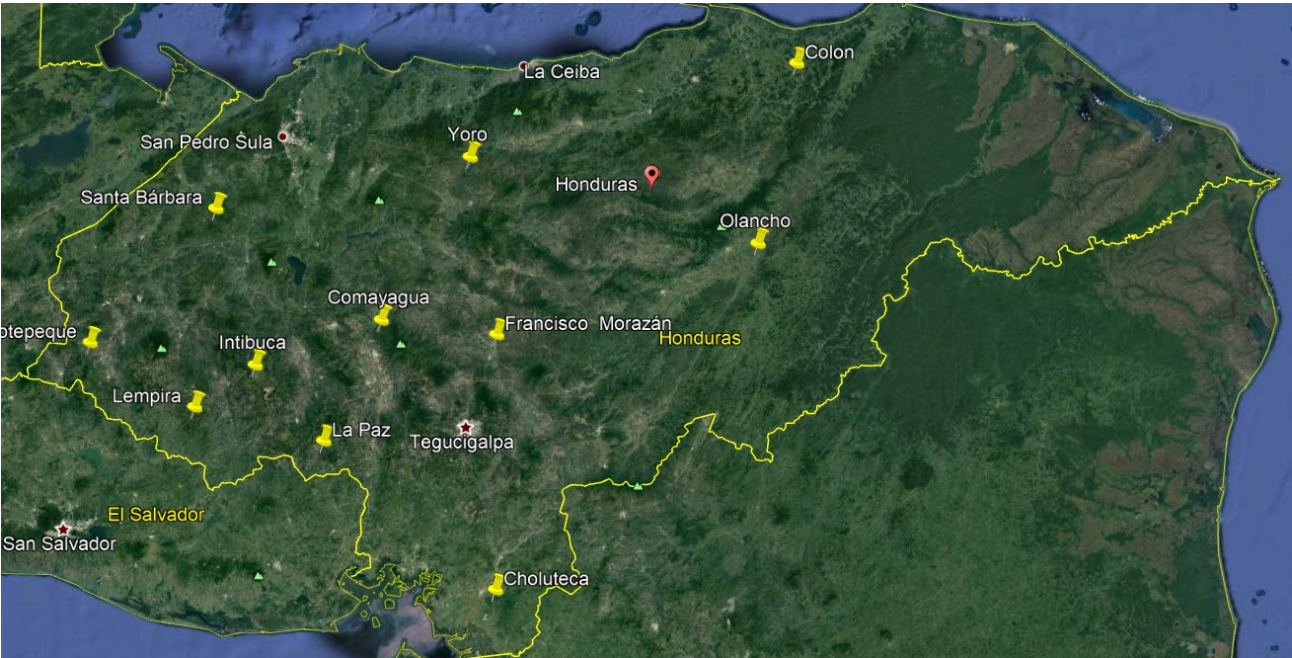 Colon
La Ceiba
San Pedro Sula
Yoro
Honduras
Santa Bárbara
Olancho
Comayagua
Francisco Morazán
otepeque
Intibuca
Honduras
Lempira
La Paz
Tegucigalpa
El Salvador
San Salvador
Choluteca